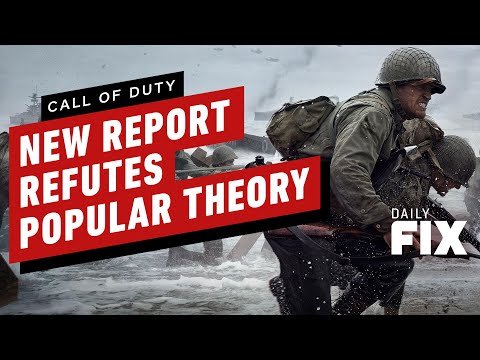 CALL OF DUTY
NEW REPORT
REFUTES
POPULAR THEORY
DAILY
FIX